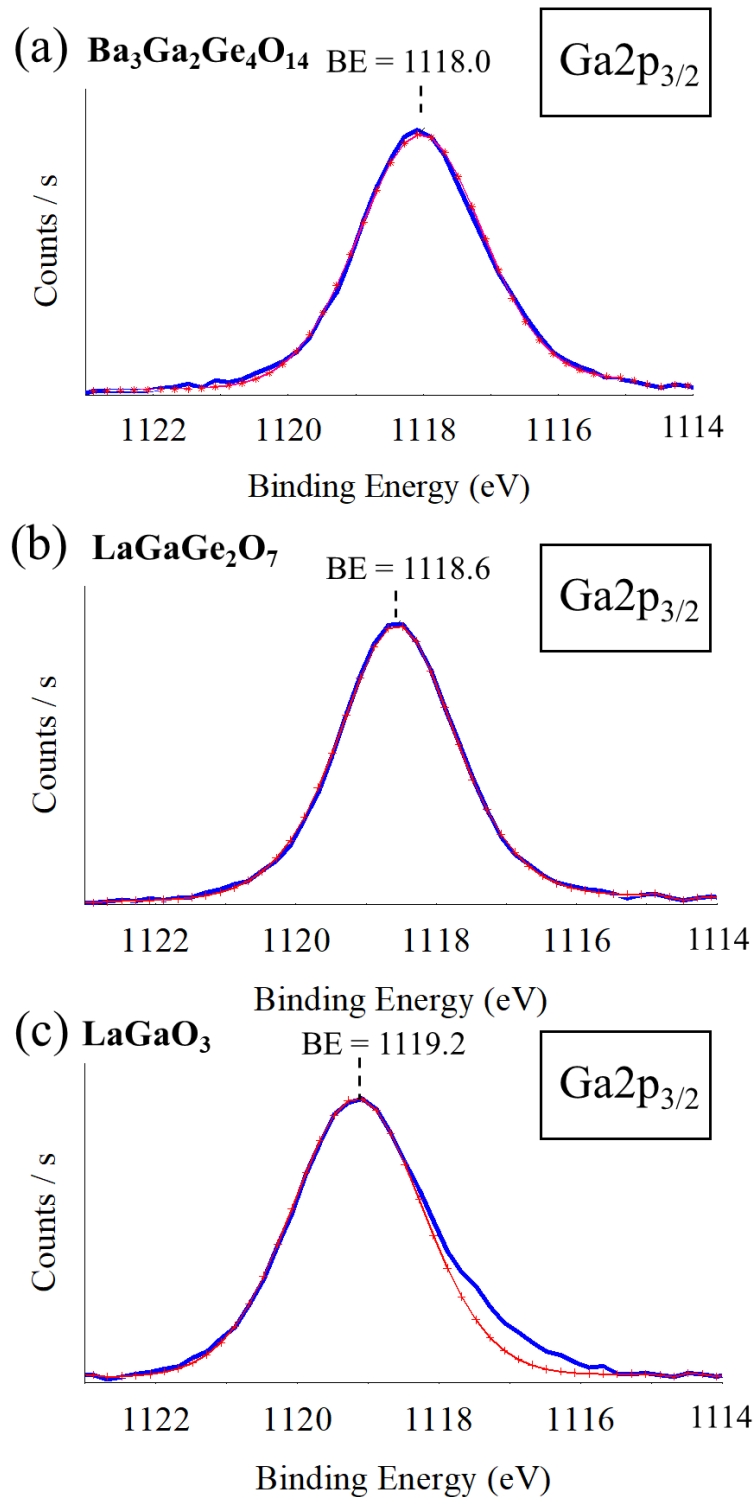 (a) Ba₃Ga₂Ge₄O₁₄ BE = 1118.0 Ga2p₃/₂
Counts / s
1122 1120 1118 1116 1114
Binding Energy (eV)
(b) LaGaGe₂O₇ BE = 1118.6 Ga2p₃/₂
Counts / s
1122 1120 1118 1116 1114
Binding Energy (eV)
(c) LaGaO₃ BE = 1119.2 Ga2p₃/₂
Counts / s
1122 1120 1118 1116 1114
Binding Energy (eV)